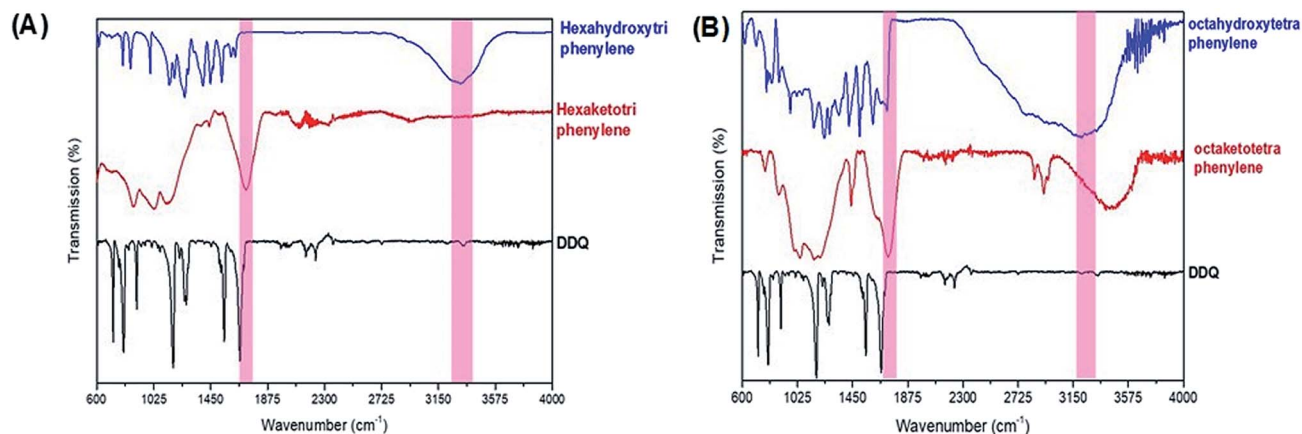 (A)
Transmission (%)
Hexahydroxytri
phenylene
Hexaketotri
phenylene
DDQ
600 1025 1450 1875 2300 2725 3150 3575 4000
Wavenumber (cm⁻¹)
(B)
Transmission (%)
octahydroxytetra
phenylene
octaketotetra
phenylene
DDQ
600 1025 1450 1875 2300 2725 3150 3575 4000
Wavenumber (cm⁻¹)